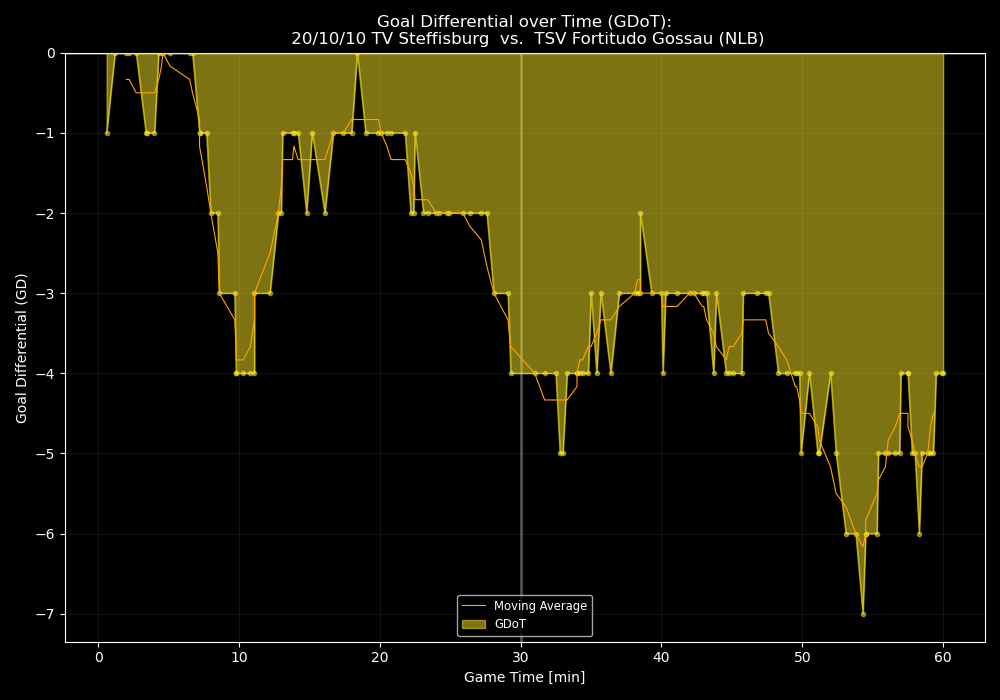 Goal Differential over Time (GDoT):
20/10/10 TV Steffisburg  vs.  TSV Fortitudo Gossau (NLB)
Goal Differential (GD)
0
−1
−2
−3
−4
−5
−6
−7
Moving Average
GDoT
0 10 20 30 40 50 60
Game Time [min]